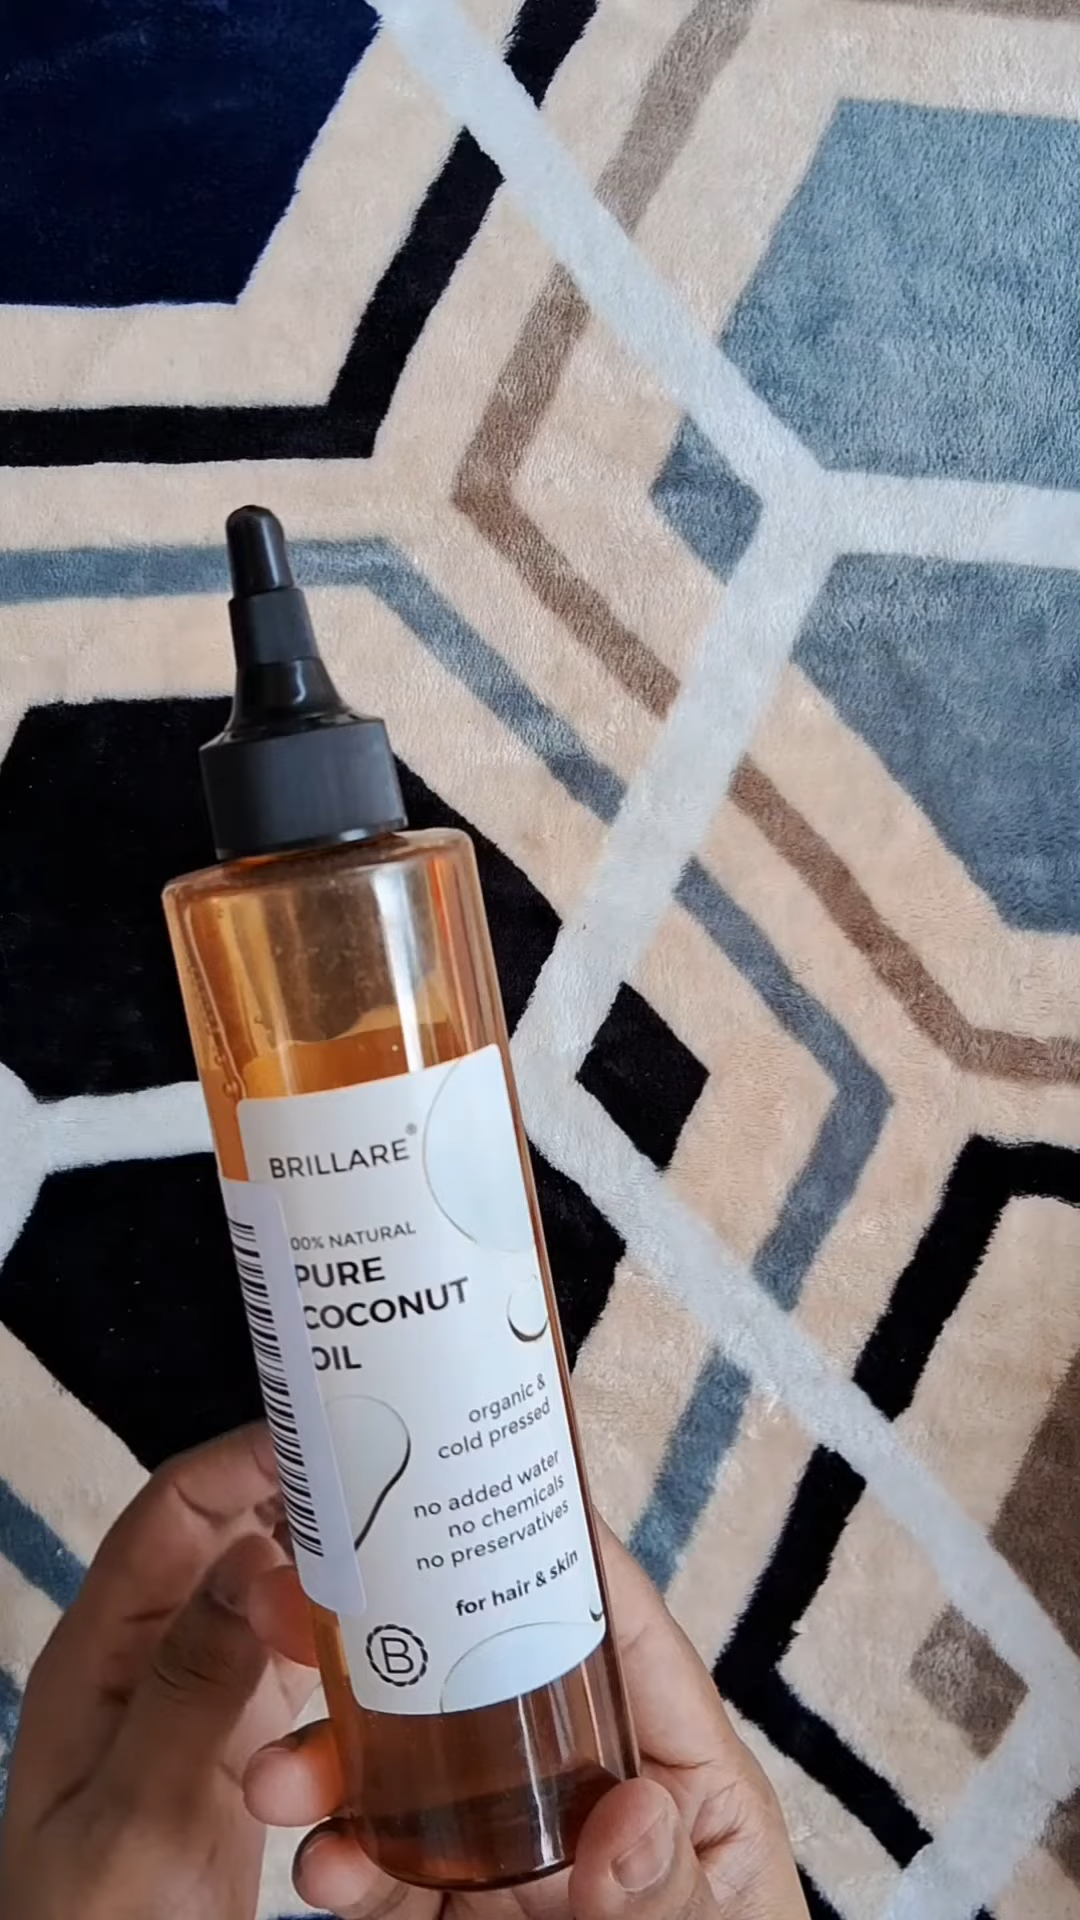 BRILLARE®
00% NATURAL
PURE
COCONUT
OIL
organic &
cold pressed
no added water
no chemicals
no preservatives
for hair & skin
B